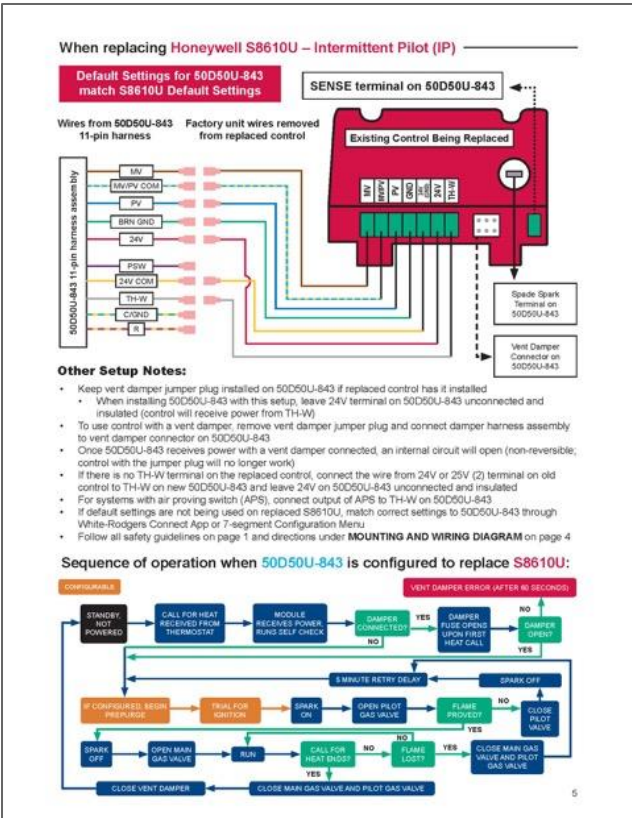 When replacing Honeywell S8610U – Intermittent Pilot (IP)
Default Settings for 50D50U-843
match S8610U Default Settings
SENSE terminal on 50D50U-843
Wires from 50D50U-843
11-pin harness
Factory unit wires removed
from replaced control
Existing Control Being Replaced
50D50U-843 11-pin harness assembly
MV
MV/PV COM
PV
BRN GND
24V
PSW
24V COM
TH-W
C/GND
R
MV
MV/PV
PV
GND
24V
TH-W
Spade Spark
Terminal on
50D50U-843
Vent Damper
Connector on
50D50U-843
Other Setup Notes:
• Keep vent damper jumper plug installed on 50D50U-843 if replaced control has it installed
• When installing 50D50U-843 with this setup, leave 24V terminal on 50D50U-843 unconnected and
insulated (control will receive power from TH-W)
• To use control with a vent damper, remove vent damper jumper plug and connect damper harness assembly
to vent damper connector on 50D50U-843
• Once 50D50U-843 receives power with a vent damper connected, an internal circuit will open (non-reversible;
control with the jumper plug will no longer work)
• If there is no TH-W terminal on the replaced control, connect the wire from 24V or 25V (2) terminal on old
control to TH-W on new 50D50U-843 and leave 24V on 50D50U-843 unconnected and insulated
• For systems with air proving switch (APS), connect output of APS to TH-W on 50D50U-843
• If default settings are not being used on replaced S8610U, match correct settings to 50D50U-843 through
White-Rodgers Connect App or 7-segment Configuration Menu
• Follow all safety guidelines on page 1 and directions under MOUNTING AND WIRING DIAGRAM on page 4
Sequence of operation when 50D50U-843 is configured to replace S8610U:
CONFIGURABLE
VENT DAMPER ERROR (AFTER 60 SECONDS)
STANDBY,
NOT
POWERED
CALL FOR HEAT
RECEIVED FROM
THERMOSTAT
MODULE
RECEIVES POWER,
RUNS SELF CHECK
DAMPER
CONNECTED?
YES
NO
DAMPER
FUSE OPENS
UPON FIRST
HEAT CALL
DAMPER
OPEN?
NO
YES
5 MINUTE RETRY DELAY
SPARK OFF
IF CONFIGURED, BEGIN
PREPURGE
TRIAL FOR
IGNITION
SPARK
ON
OPEN PILOT
GAS VALVE
FLAME
PROVED?
NO
YES
CLOSE
PILOT
VALVE
SPARK
OFF
OPEN MAIN
GAS VALVE
RUN
CALL FOR
HEAT ENDS?
NO
YES
FLAME
LOST?
NO
YES
CLOSE MAIN GAS
VALVE AND PILOT
GAS VALVE
CLOSE VENT DAMPER
CLOSE MAIN GAS VALVE AND PILOT GAS VALVE
5